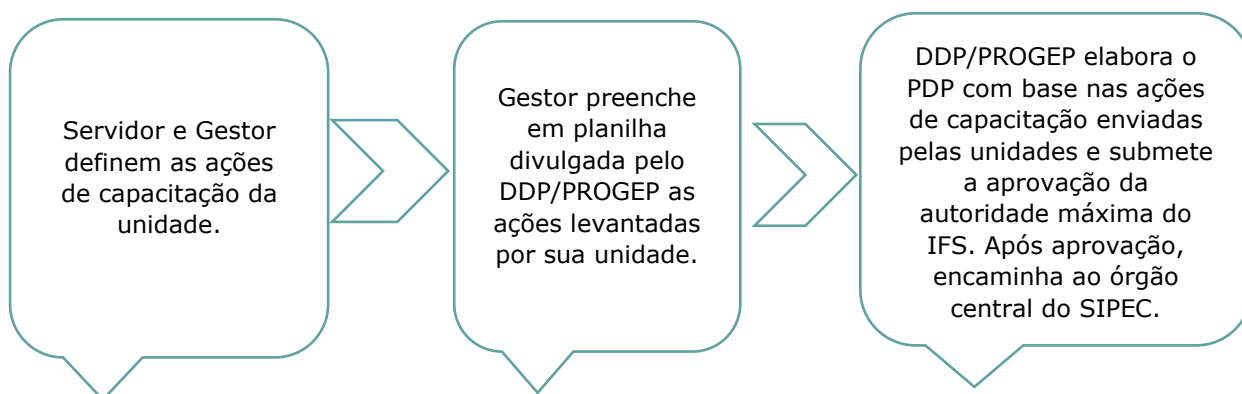 Servidor e Gestor
definem as ações
de capacitação da
unidade.
Gestor preenche
em planilha
divulgada pelo
DDP/PROGEP as
ações levantadas
por sua unidade.
DDP/PROGEP elabora o
PDP com base nas ações
de capacitação enviadas
pelas unidades e submete
a aprovação da
autoridade máxima do
IFS. Após aprovação,
encaminha ao órgão
central do SIPEC.